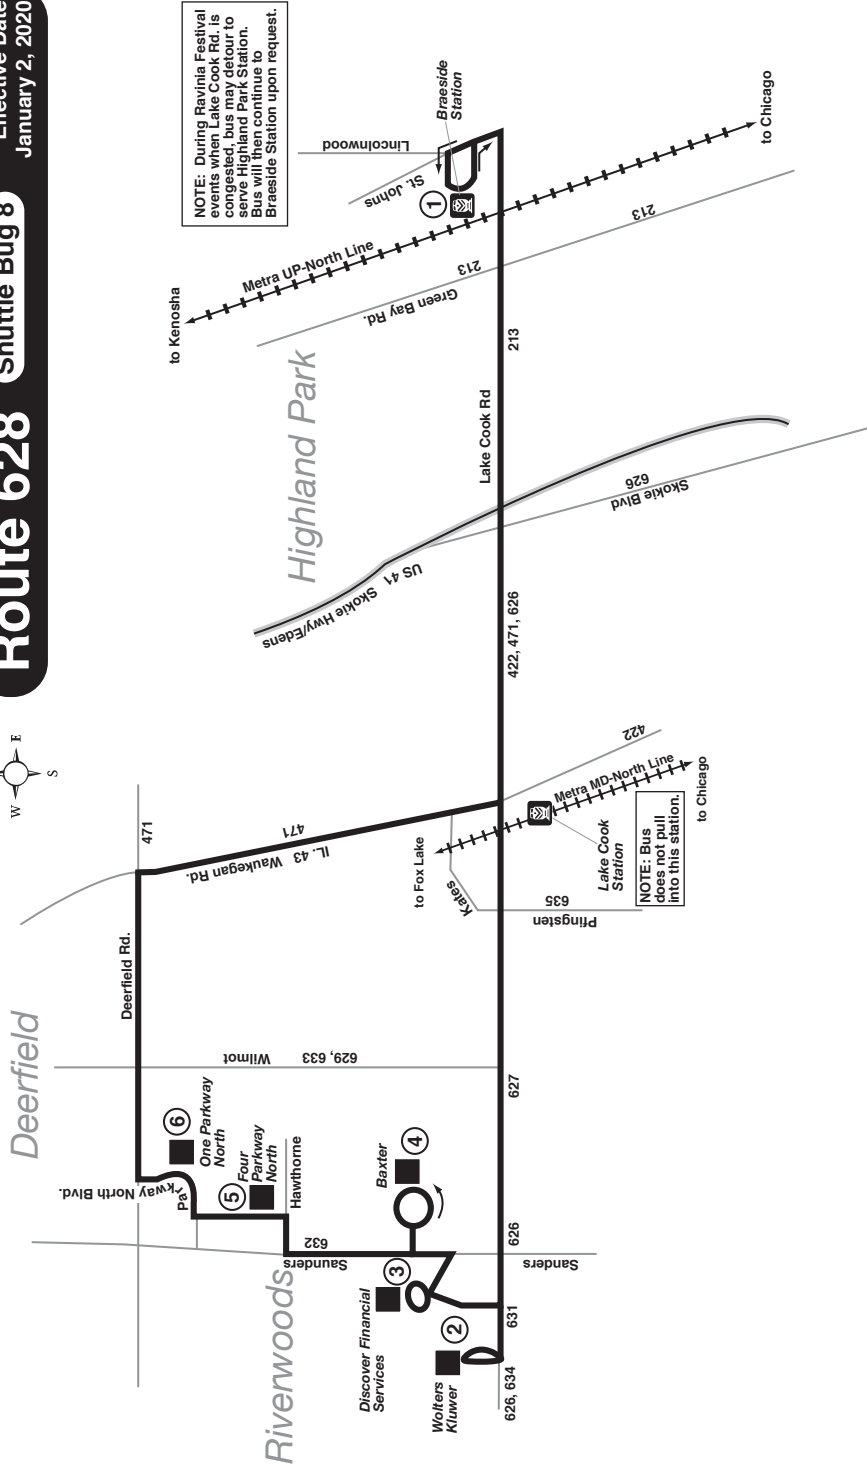 Route 628
Shuttle Bug 8
Effective Date
January 2, 2020
W
E
S
NOTE: During Ravinia Festival
events when Lake Cook Rd. is
congested, bus may detour to
serve Highland Park Station.
Bus will then continue to
Braeside Station upon request.
Deerfield
Highland Park
Riverwoods
471
Deerfield Rd.
Parkway North Blvd.
6
One Parkway
North
5
Four
Parkway
North
Hawthorne
Wilmot
629, 633
IL. 43 Waukegan Rd.
471
Skokie Hwy/Edens
US 41
to Kenosha
Metra UP-North Line
Green Bay Rd.
213
St. Johns
Lincolnwood
Braeside
Station
1
632
Saunders
Baxter
4
3
Discover Financial
Services
2
Wolters
Kluwer
to Fox Lake
Kates
Lake Cook Rd
626, 634
631
626
627
422, 471, 626
213
Sanders
Pfingsten
635
Lake Cook
Station
NOTE: Bus
does not pull
into this station.
Metra MD-North Line
to Chicago
422
Skokie Blvd
626
213
to Chicago